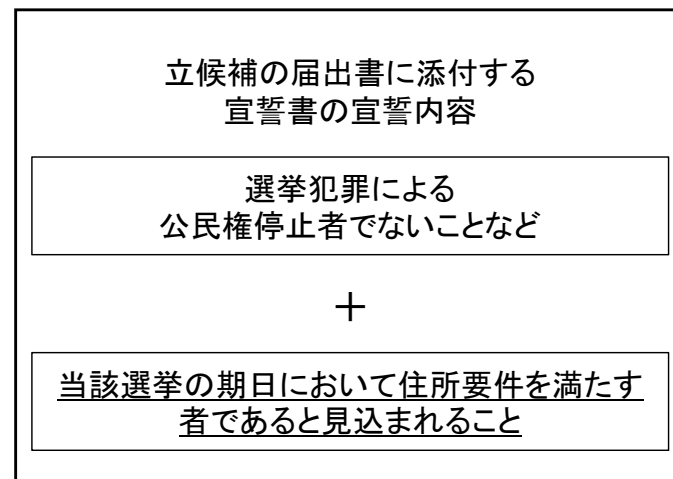 立候補の届出書に添付する
宣誓書の宣誓内容
選挙犯罪による
公民権停止者でないことなど
＋
当該選挙の期日において住所要件を満たす
者であると見込まれること